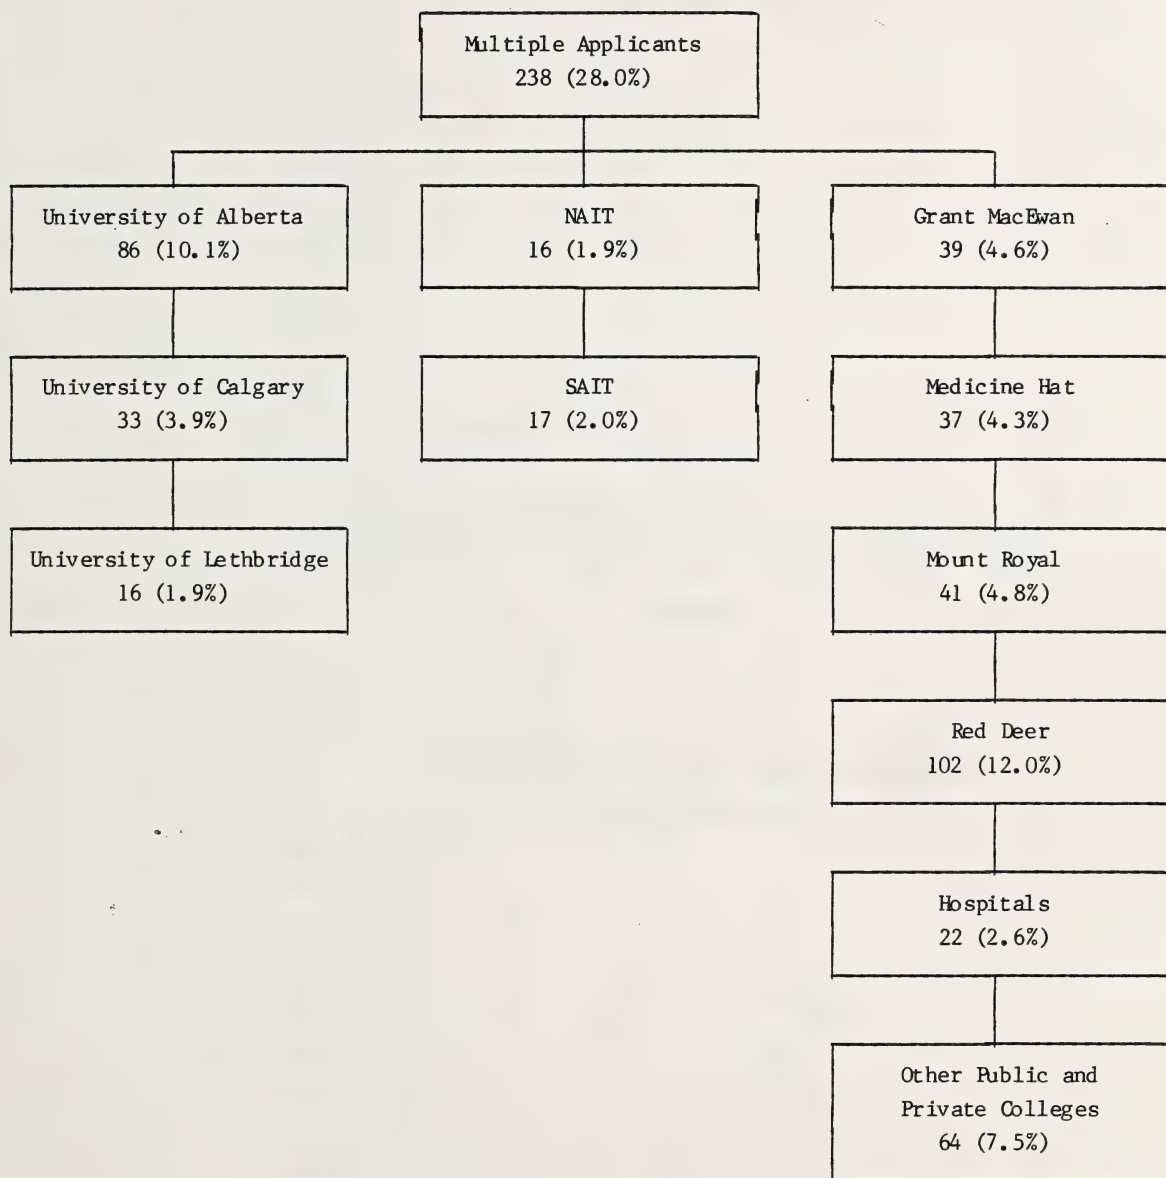 Multiple Applicants
238 (28.0%)
University of Alberta
86 (10.1%)
NAIT
16 (1.9%)
Grant MacEwan
39 (4.6%)
University of Calgary
33 (3.9%)
SAIT
17 (2.0%)
Medicine Hat
37 (4.3%)
University of Lethbridge
16 (1.9%)
Mount Royal
41 (4.8%)
Red Deer
102 (12.0%)
Hospitals
22 (2.6%)
Other Public and
Private Colleges
64 (7.5%)